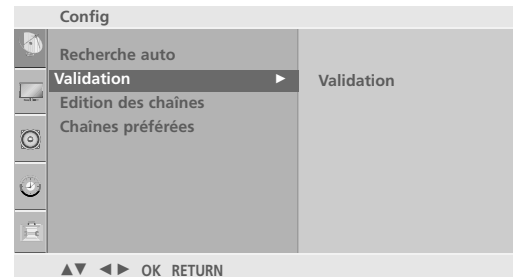 Config
Recherche auto
Validation ► Validation
Edition des chaînes
Chaînes préférées
▲▼ ◄► OK RETURN